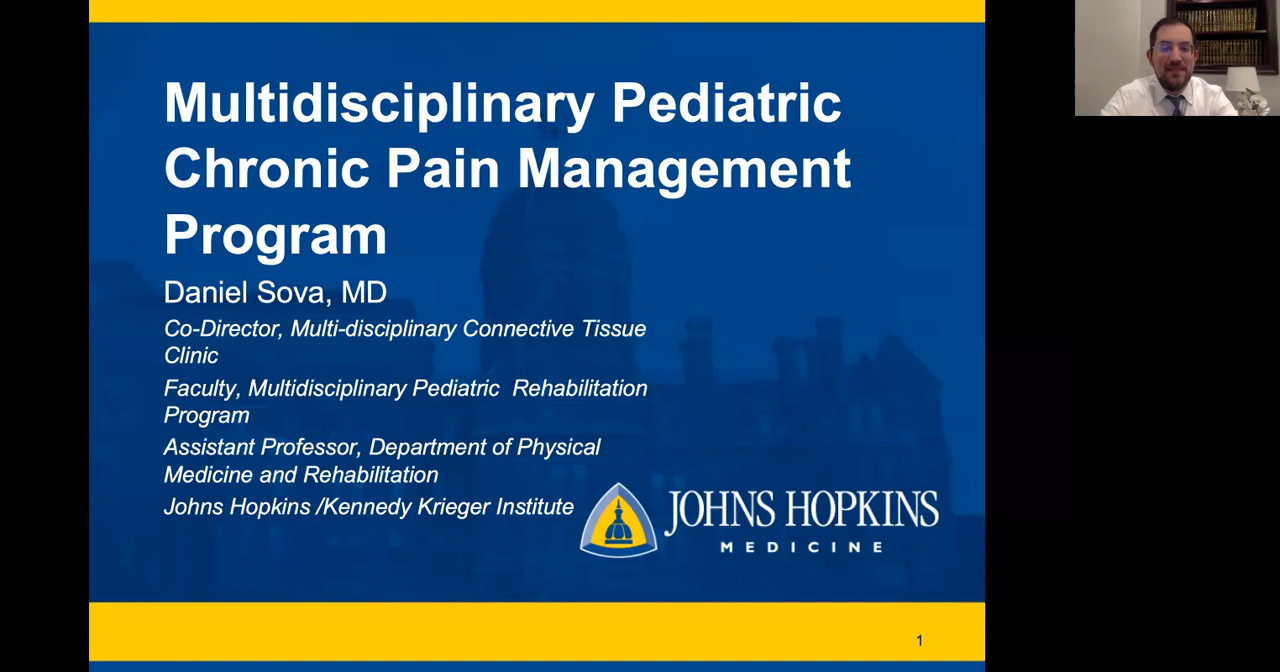 Multidisciplinary Pediatric
Chronic Pain Management
Program
Daniel Sova, MD
Co-Director, Multi-disciplinary Connective Tissue
Clinic
Faculty, Multidisciplinary Pediatric  Rehabilitation
Program
Assistant Professor, Department of Physical
Medicine and Rehabilitation
Johns Hopkins /Kennedy Krieger Institute
JOHNS HOPKINS
MEDICINE
1